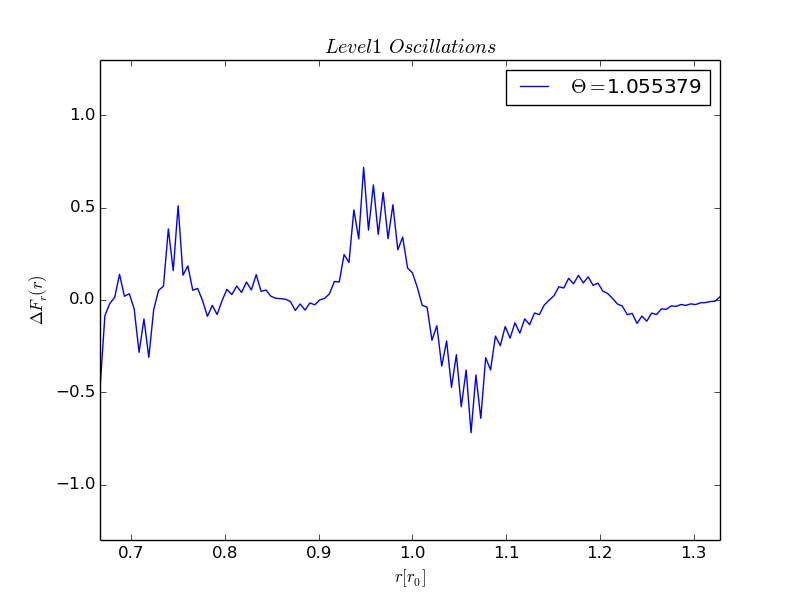 Level1 Oscillations
Θ = 1.055379
1.0
0.5
0.0
−0.5
−1.0
ΔF_r(r)
0.7 0.8 0.9 1.0 1.1 1.2 1.3
r[r_0]